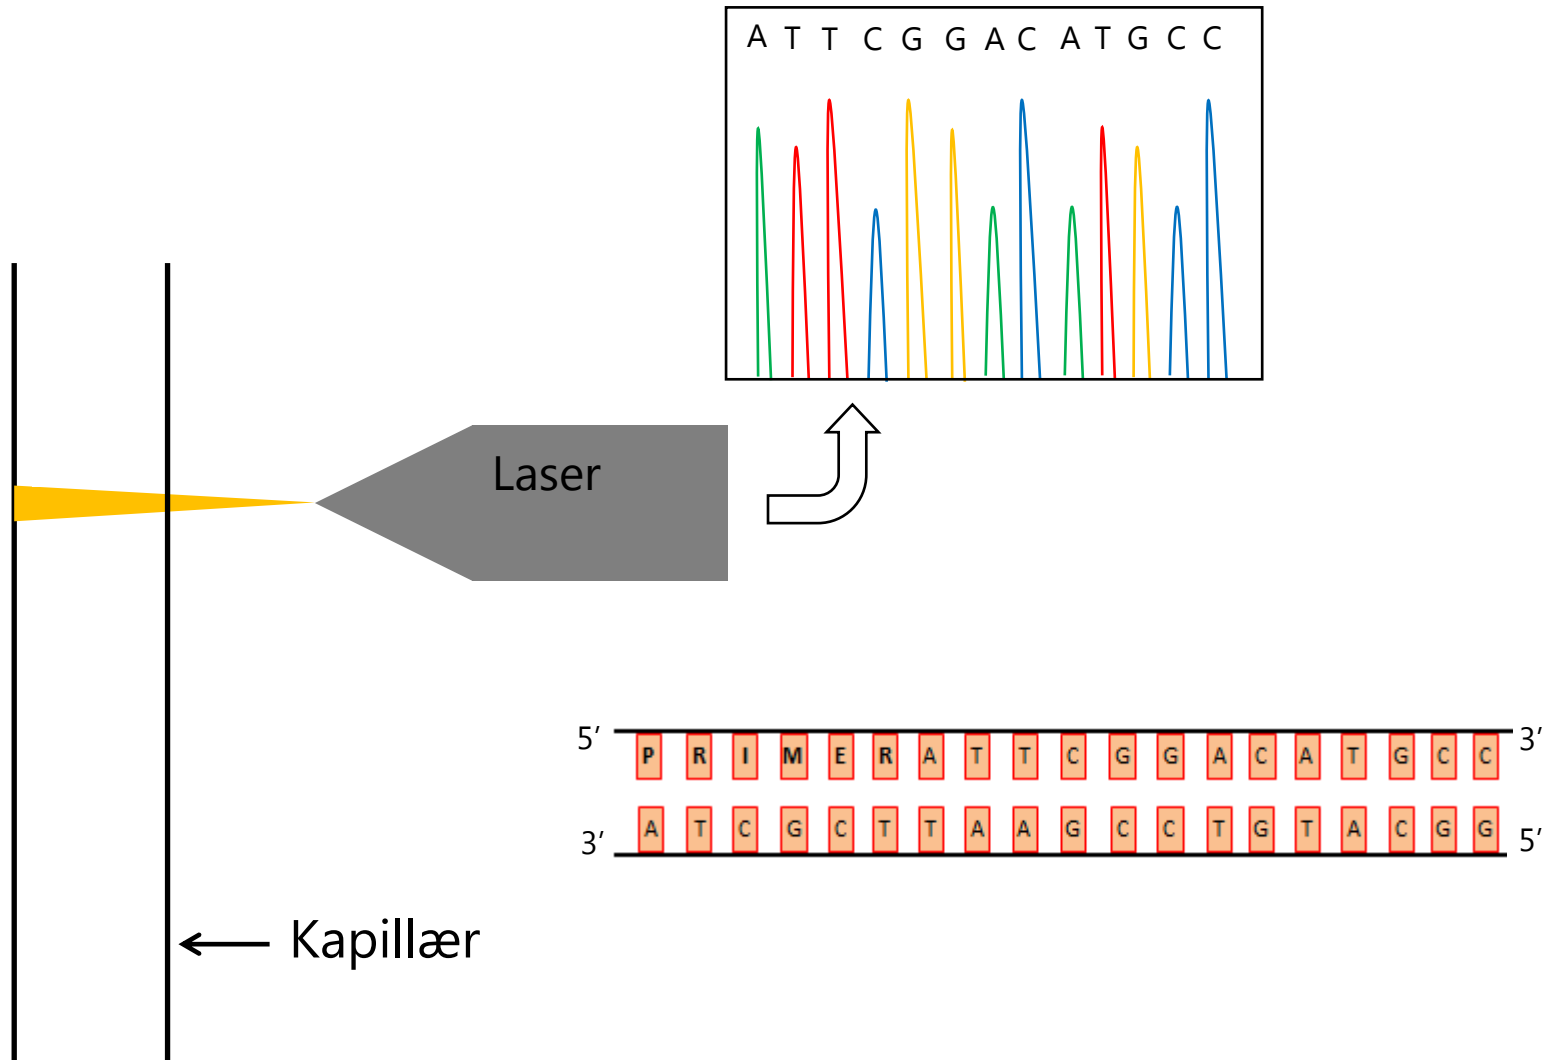 A T T C G G A C A T G C C
Laser
5’ P R I M E R A T T C G G A C A T G C C 3’
3’ A T C G C T T A A G C C T G T A C G G 5’
Kapillær